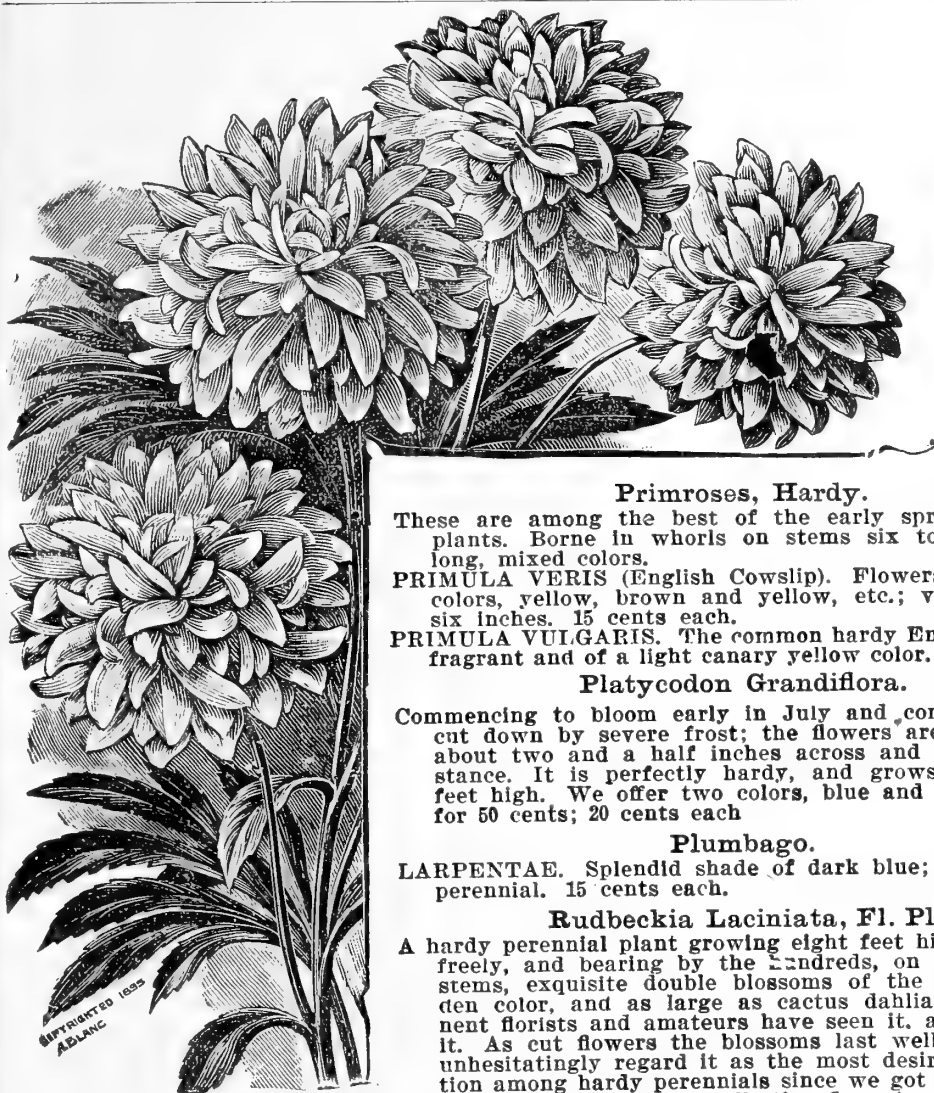 Primroses, Hardy.
These are among the best of the early spr
plants. Borne in whorls on stems six to
long, mixed colors.
PRIMULA VERIS (English Cowslip). Flower
colors, yellow, brown and yellow, etc.; v
six inches. 15 cents each.
PRIMULA VULGARIS. The common hardy En
fragrant and of a light canary yellow color.
Platycodon Grandiflora.
Commencing to bloom early in July and con
cut down by severe frost; the flowers are
about two and a half inches across and
stance. It is perfectly hardy, and grows
feet high. We offer two colors, blue and
for 50 cents; 20 cents each
Plumbago.
LARPENTAE. Splendid shade of dark blue;
perennial. 15 cents each.
Rudbeckia Laciniata, Fl. Pl
A hardy perennial plant growing eight feet hi
freely, and bearing by the hundreds, on
stems, exquisite double blossoms of the
den color, and as large as cactus dahlia
nent florists and amateurs have seen it. a
it. As cut flowers the blossoms last well
unhesitatingly regard it as the most desir
tion among hardy perennials since we got
COPYRIGHTED 1895
A.BLANC